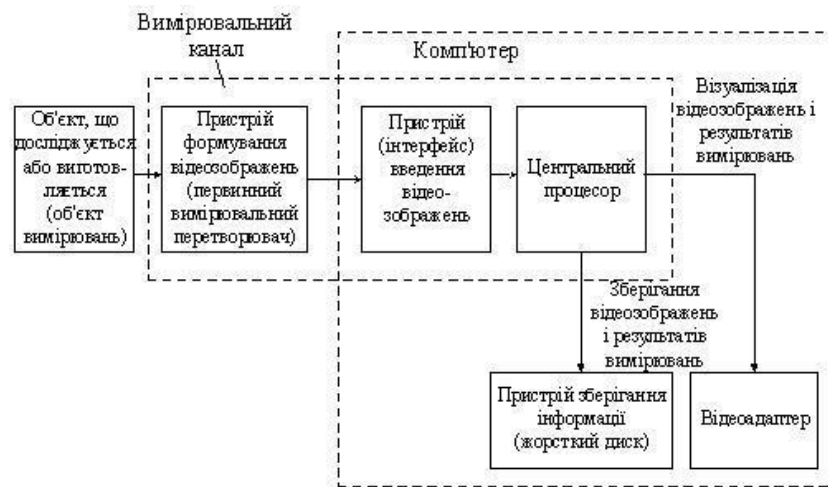 Вимірювальний
канал
Комп'ютер
Об'єкт, що
досліджується
або виготов-
ляється
(об'єкт
вимірювань)
Пристрій
формування
відеозображень
(первинний
вимірювальний
перетворювач)
Пристрій
(інтерфейс)
введення
відео-
зображень
Центральний
процесор
Візуалізація
відеозображень і
результатів
вимірювань
Зберігання
відеозображень
і результатів
вимірювань
Пристрій зберігання
інформації
(жорсткий диск)
Відеоадаптер